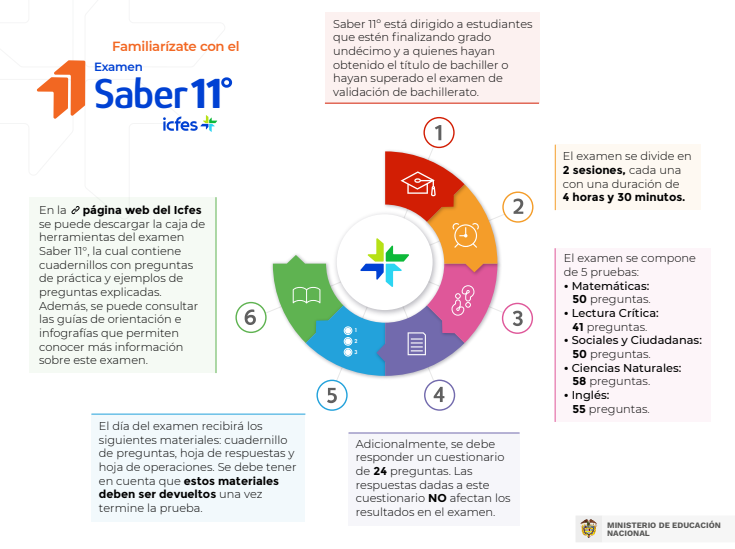 Familiarízate con el
Examen
Saber 11°
icfes
Saber 11° está dirigido a estudiantes
que estén finalizando grado
undécimo y a quienes hayan
obtenido el título de bachiller o
hayan superado el examen de
validación de bachillerato.
1
El examen se divide en
2 sesiones, cada una
con una duración de
4 horas y 30 minutos.
2
El examen se compone
de 5 pruebas:
• Matemáticas:
50 preguntas.
• Lectura Crítica:
41 preguntas.
• Sociales y Ciudadanas:
50 preguntas.
• Ciencias Naturales:
58 preguntas.
• Inglés:
55 preguntas.
3
4
Adicionalmente, se debe
responder un cuestionario
de 24 preguntas. Las
respuestas dadas a este
cuestionario NO afectan los
resultados en el examen.
1
2
3
5
El día del examen recibirá los
siguientes materiales: cuadernillo
de preguntas, hoja de respuestas y
hoja de operaciones. Se debe tener
en cuenta que estos materiales
deben ser devueltos una vez
termine la prueba.
6
En la página web del Icfes
se puede descargar la caja de
herramientas del examen
Saber 11°, la cual contiene
cuadernillos con preguntas
de práctica y ejemplos de
preguntas explicadas.
Además, se puede consultar
las guías de orientación e
infografías que permiten
conocer más información
sobre este examen.
MINISTERIO DE EDUCACIÓN
NACIONAL